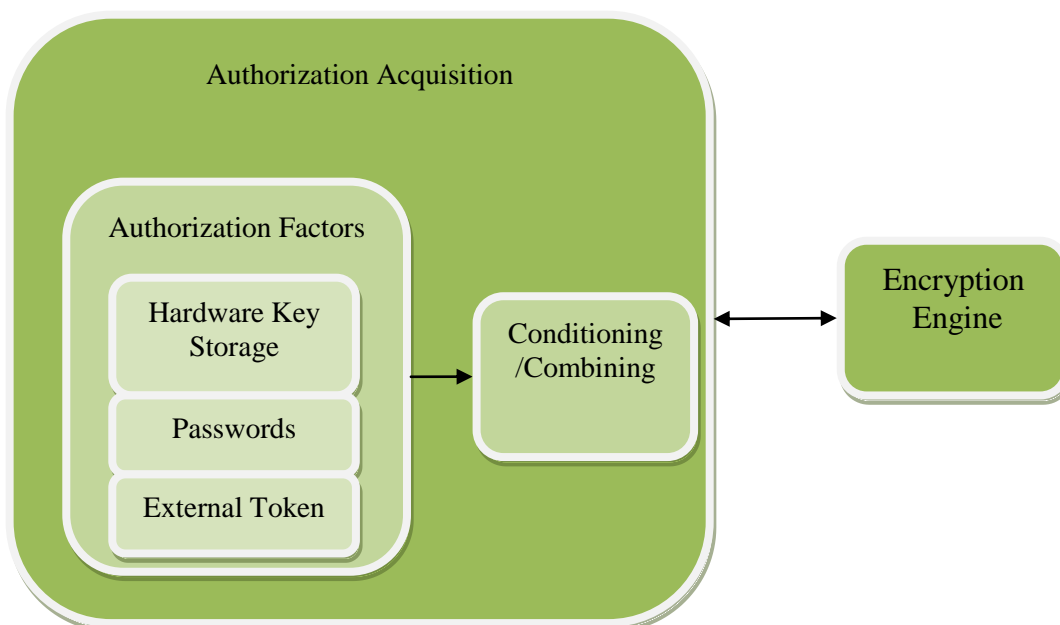 Authorization Acquisition
Authorization Factors
Hardware Key
Storage
Passwords
External Token
Conditioning
/Combining
Encryption
Engine